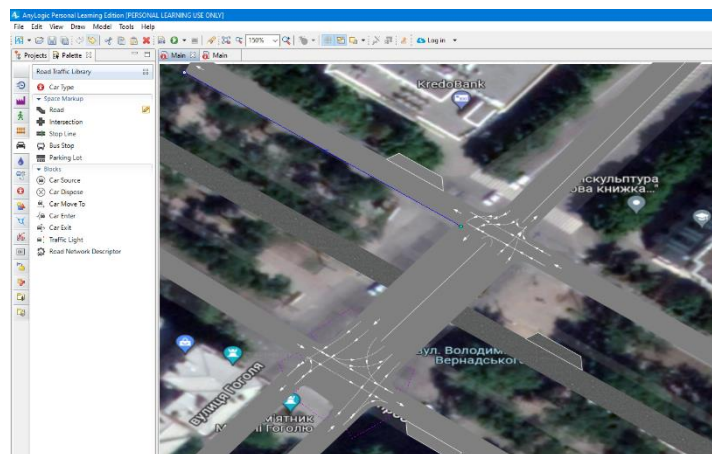 AnyLogic Personal Learning Edition [PERSONAL LEARNING USE ONLY]
File Edit View Draw Model Tools Help
150%
Log in
Projects Palette Main Main
Road Traffic Library
Car Type
Space Markup
Road
Intersection
Stop Line
Bus Stop
Parking Lot
Blocks
Car Source
Car Dispose
Car Move To
Car Enter
Car Exit
Traffic Light
Road Network Descriptor
KredoBank
скульптура
ова книжка..."
вул. Володим
Вернадськог
вулиця Гоголя
м'ятник
М і Гоголю